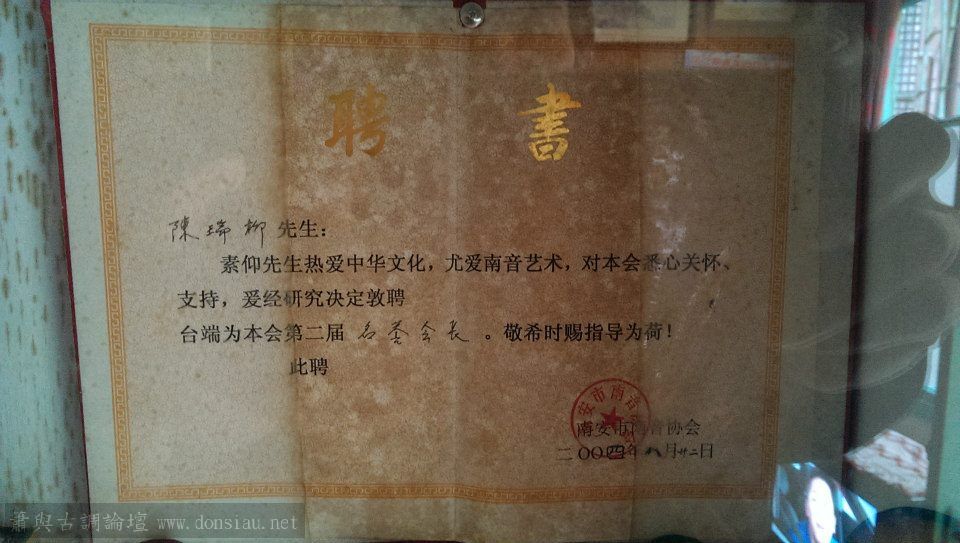 聘書
陳瑞柳先生：
素仰先生热爱中华文化，尤爱南音艺术，对本会悉心关怀、
支持，爱经研究决定敦聘
台端为本会第二届名誉会长。敬希时赐指导为荷！
此聘
南安市南音协会
二〇〇四年八月廿二日
蕭與古調論壇 www.donsiau.net